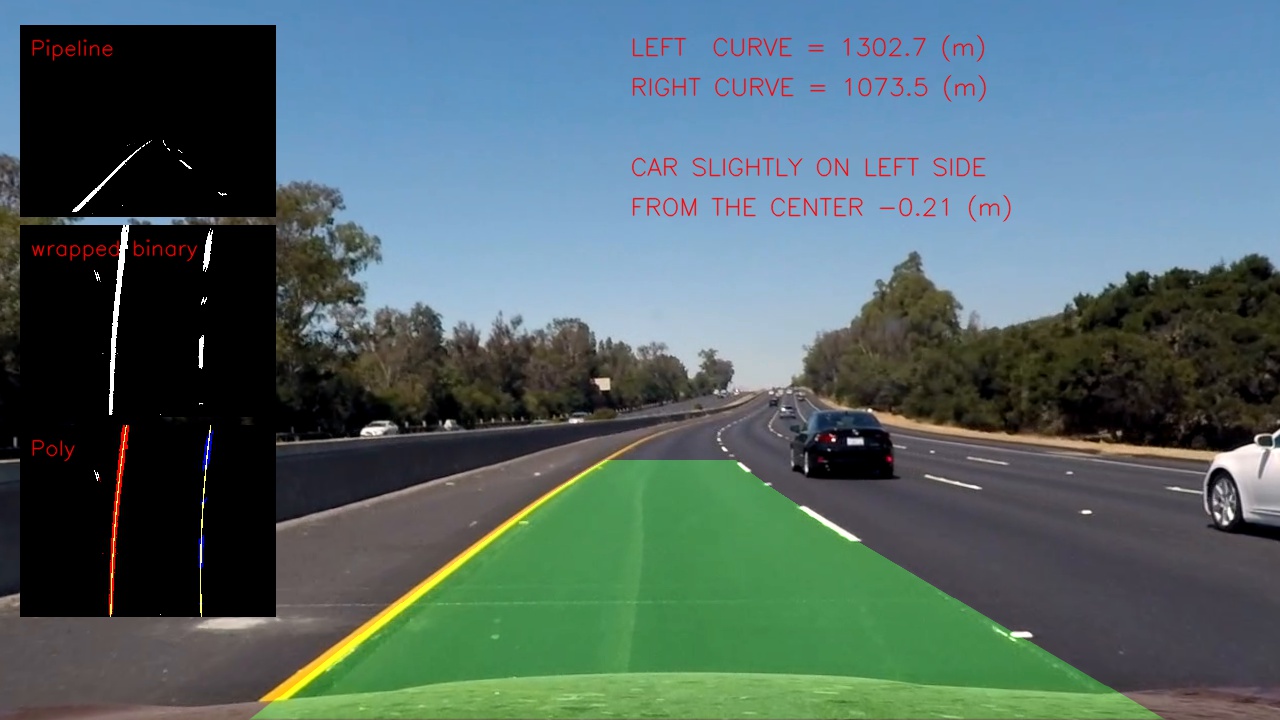 Pipeline
LEFT CURVE = 1302.7 (m)
RIGHT CURVE = 1073.5 (m)
CAR SLIGHTLY ON LEFT SIDE
FROM THE CENTER -0.21 (m)
wrapped binary
Poly